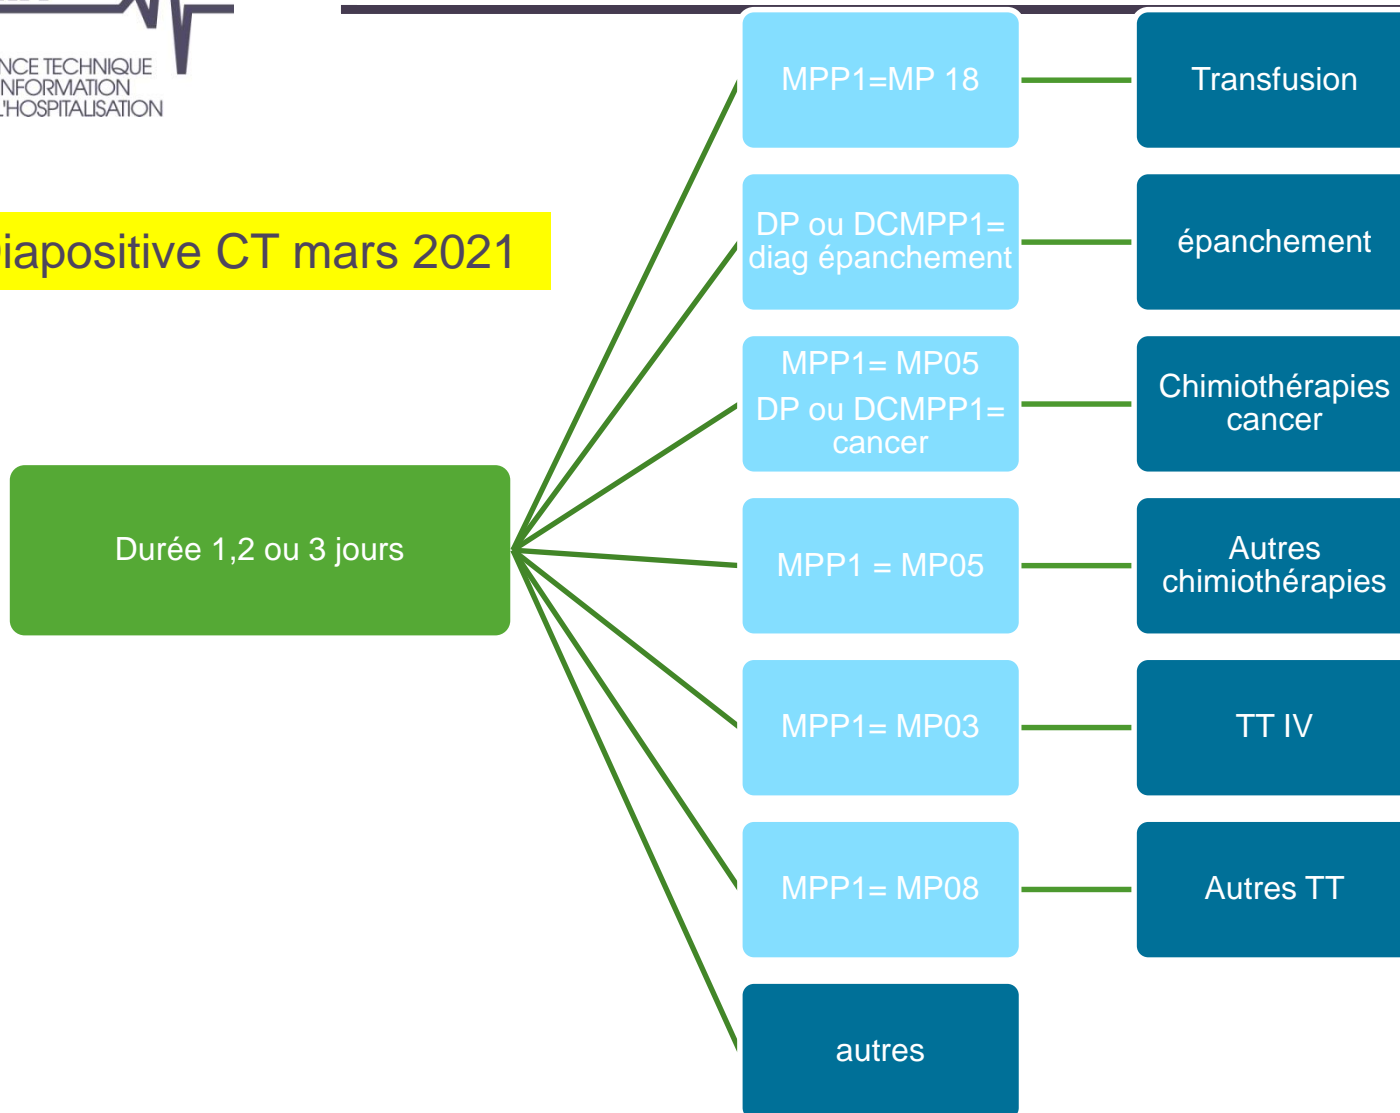 NCE TECHNIQUE
NFORMATION
L'HOSPITALISATION
iapositive CT mars 2021
Durée 1,2 ou 3 jours
MPP1=MP 18
Transfusion
DP ou DCMPP1=
diag épanchement
épanchement
MPP1= MP05
DP ou DCMPP1=
cancer
Chimiothérapies
cancer
MPP1 = MP05
Autres
chimiothérapies
MPP1= MP03
TT IV
MPP1= MP08
Autres TT
autres